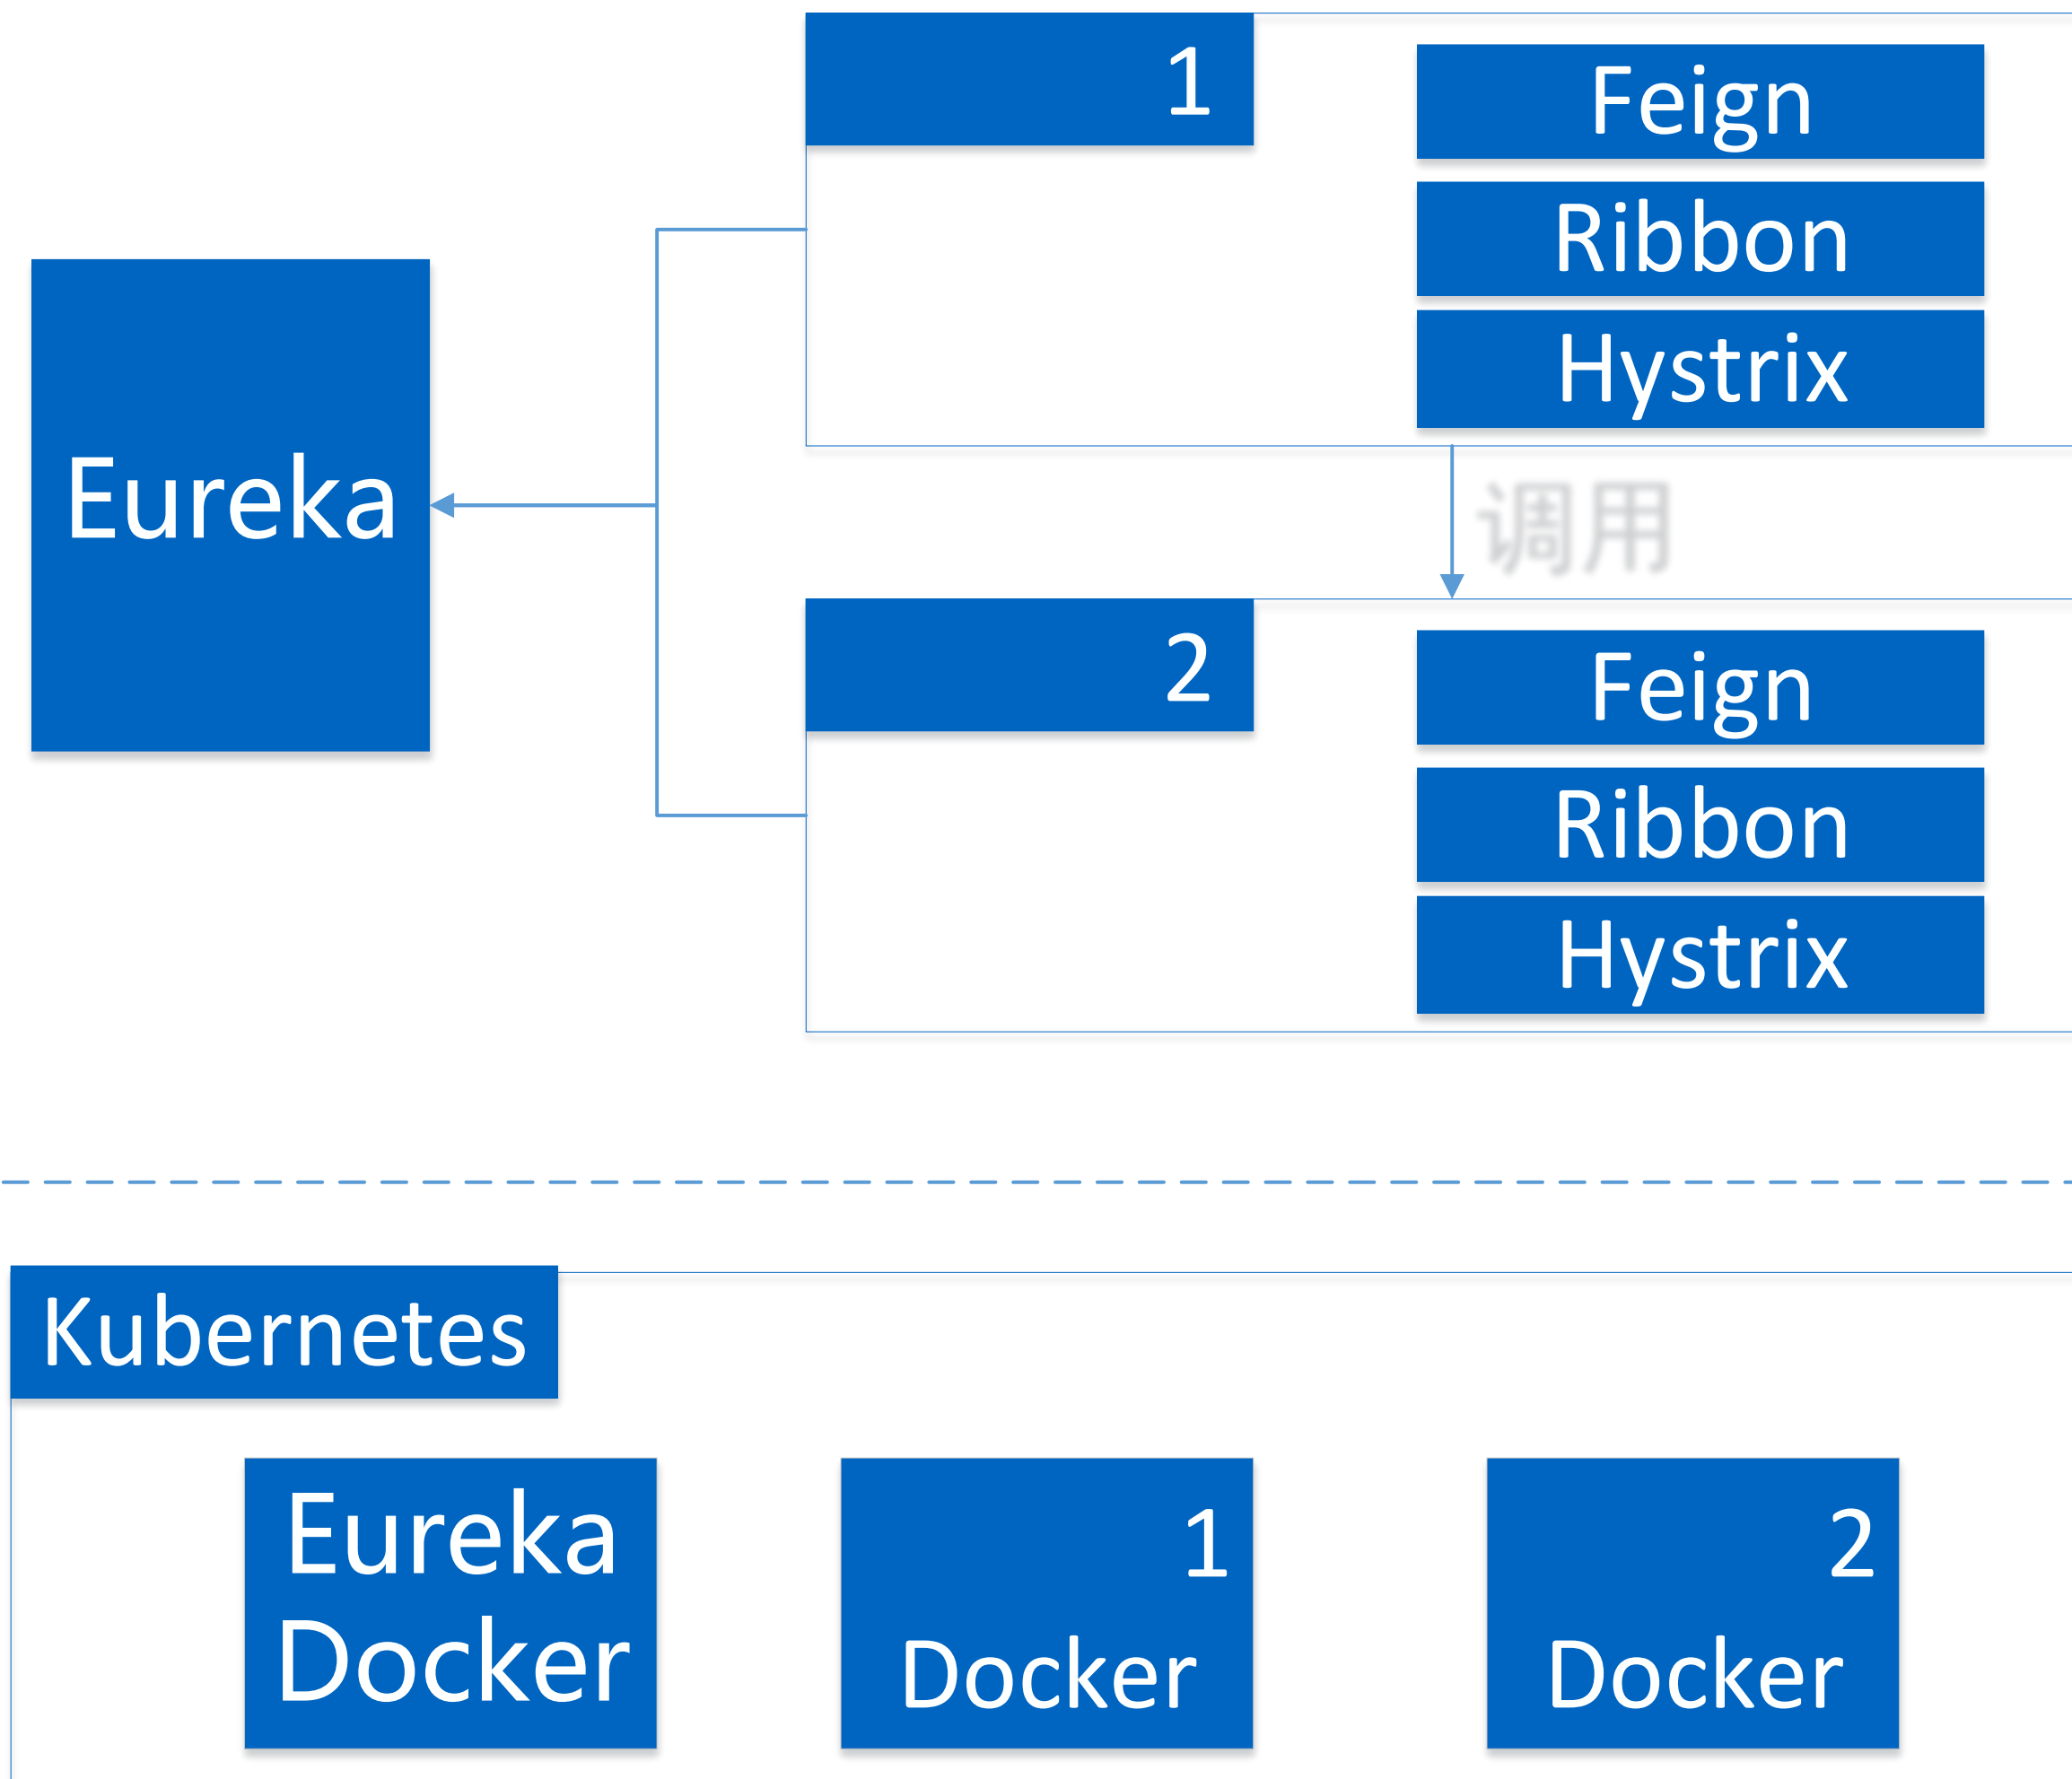 1
Feign
Ribbon
Hystrix
Eureka
调用
2
Feign
Ribbon
Hystrix
Kubernetes
Eureka
Docker
1
Docker
2
Docker